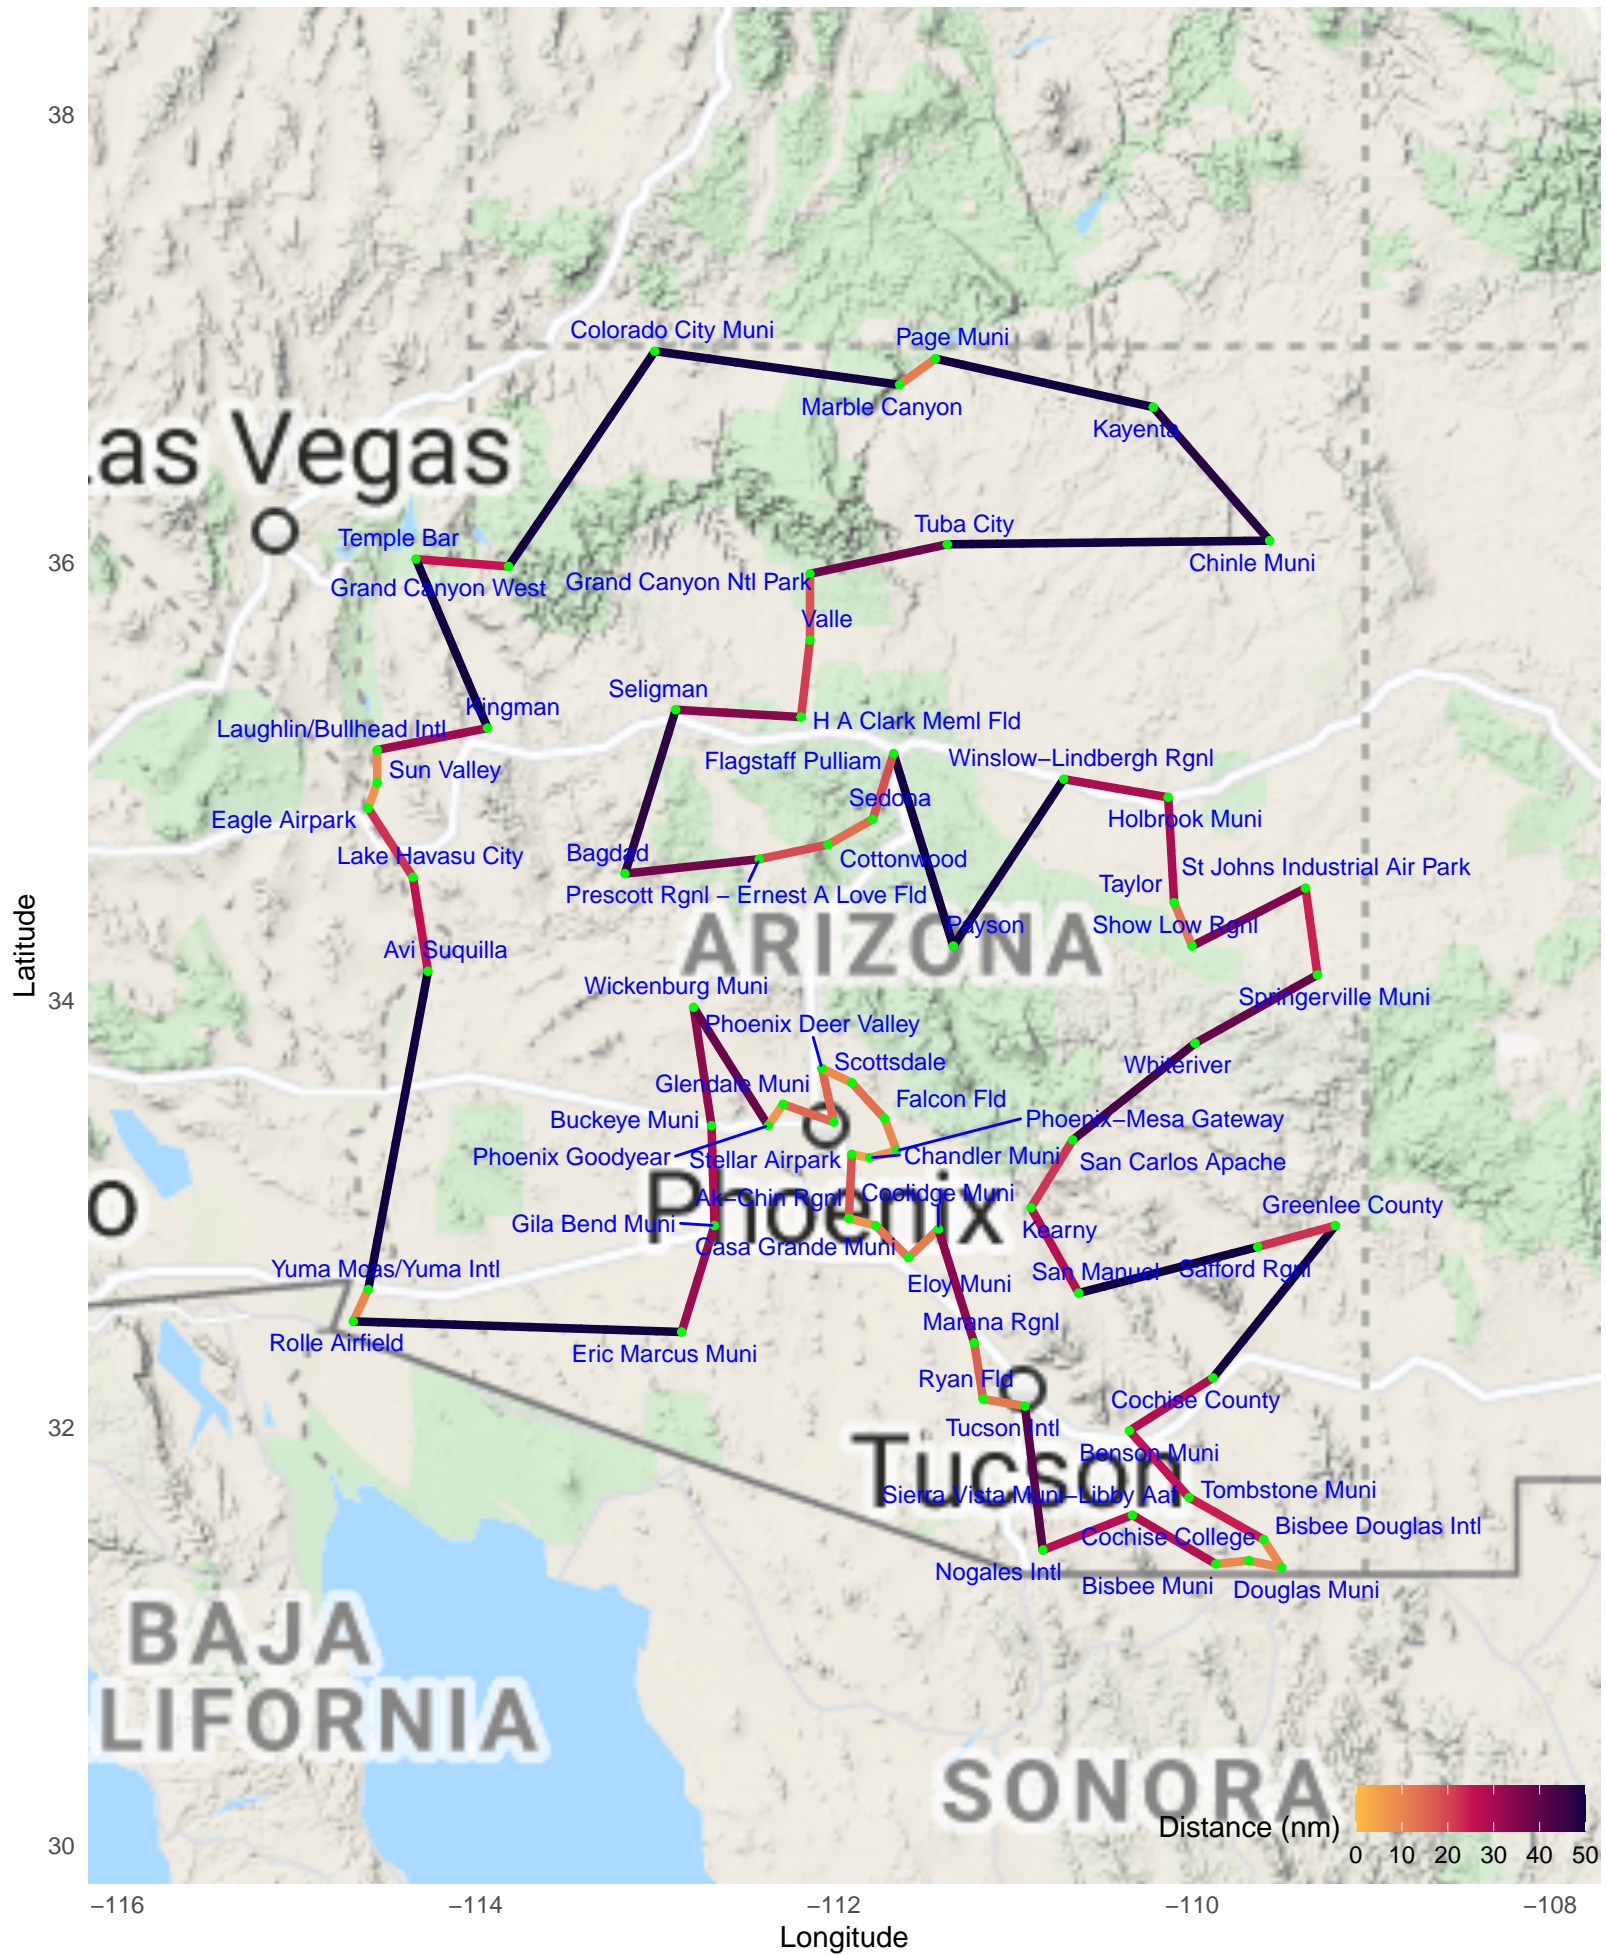 38
Colorado City Muni
Page Muni
Marble Canyon
Kayenta
as Vegas
Temple Bar
Tuba City
36
Grand Canyon West
Grand Canyon Ntl Park
Chinle Muni
Valle
Seligman
Kingman
Laughlin/Bullhead Intl
H A Clark Meml Fld
Flagstaff Pulliam
Winslow–Lindbergh Rgnl
Sun Valley
Sedona
Eagle Airpark
Holbrook Muni
Lake Havasu City
Bagdad
Cottonwood
St Johns Industrial Air Park
Taylor
Prescott Rgnl – Ernest A Love Fld
ARIZONA
Payson
Show Low Rgnl
Latitude
Avi Suquilla
34
Wickenburg Muni
Springerville Muni
Phoenix Deer Valley
Scottsdale
Whiteriver
Glendale Muni
Falcon Fld
Buckeye Muni
Phoenix–Mesa Gateway
Phoenix Goodyear
Stellar Airpark
Chandler Muni
San Carlos Apache
o
Phoenix
Ak–Chin Rgnl
Coolidge Muni
Gila Bend Muni
Greenlee County
Kearny
Casa Grande Muni
Yuma Mcas/Yuma Intl
San Manuel
Safford Rgnl
Eloy Muni
Rolle Airfield
Eric Marcus Muni
Marana Rgnl
Ryan Fld
Cochise County
32
Tucson Intl
Benson Muni
Tucson
Sierra Vista Muni–Libby Aaf
Tombstone Muni
Cochise College
Bisbee Douglas Intl
Nogales Intl
Bisbee Muni
Douglas Muni
BAJA
LIFORNIA
SONORA
Distance (nm)
0 10 20 30 40 50
30
−116 −114 −112 −110 −108
Longitude